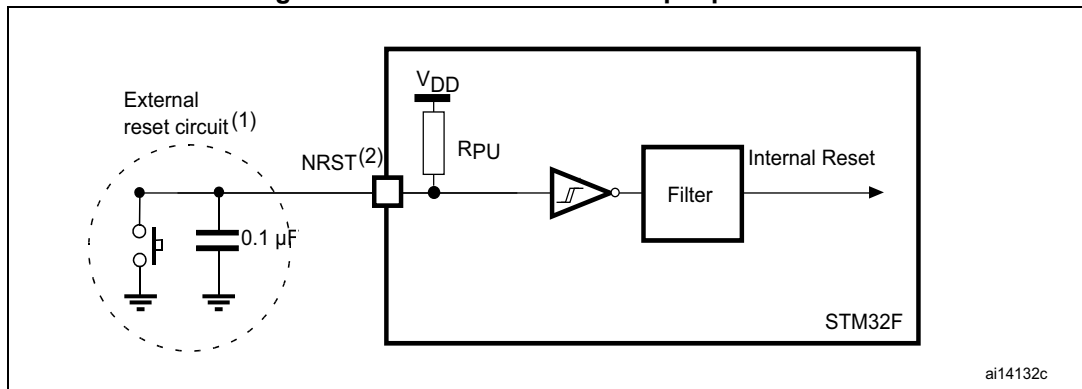 External
reset circuit(1)
VDD
RPU
NRST(2)
Internal Reset
Filter
0.1 µF
STM32F
ai14132c